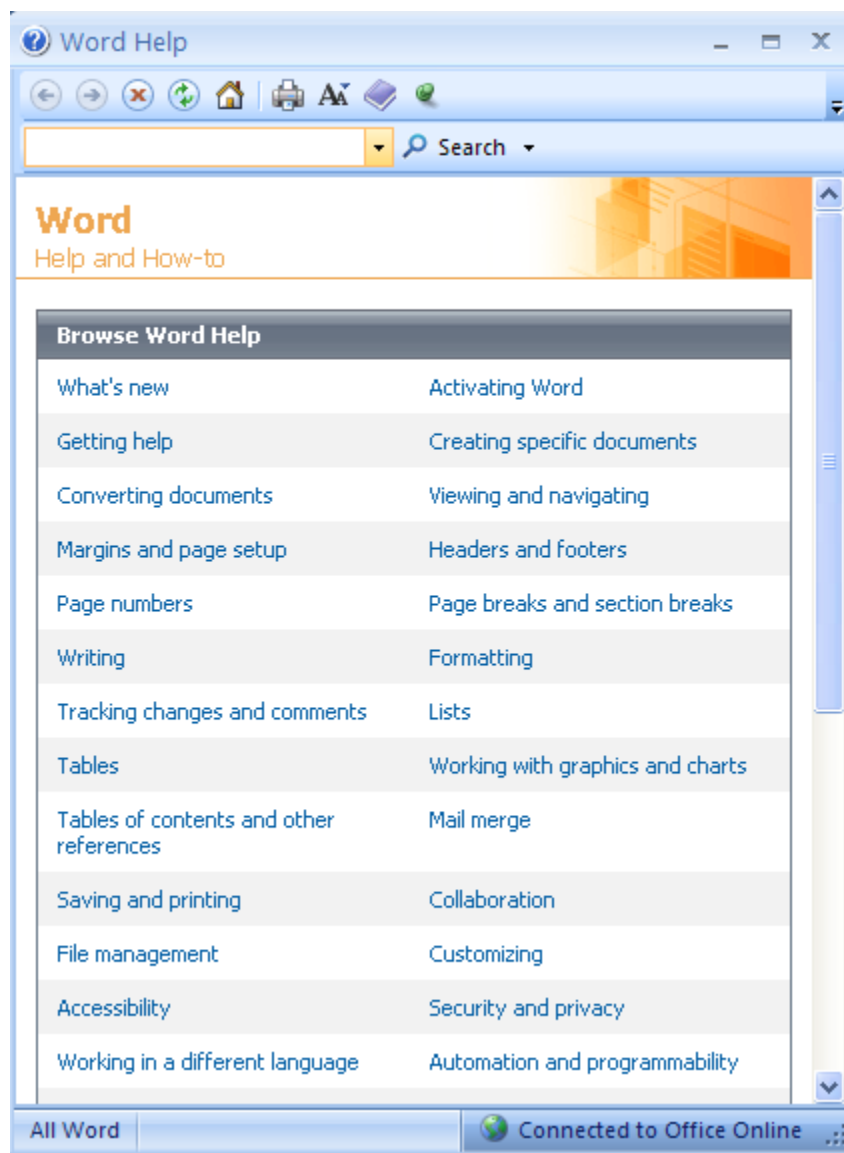 Word Help
Search
Word
Help and How-to
Browse Word Help
What's new Activating Word
Getting help Creating specific documents
Converting documents Viewing and navigating
Margins and page setup Headers and footers
Page numbers Page breaks and section breaks
Writing Formatting
Tracking changes and comments Lists
Tables Working with graphics and charts
Tables of contents and other Mail merge
references
Saving and printing Collaboration
File management Customizing
Accessibility Security and privacy
Working in a different language Automation and programmability
All Word Connected to Office Online